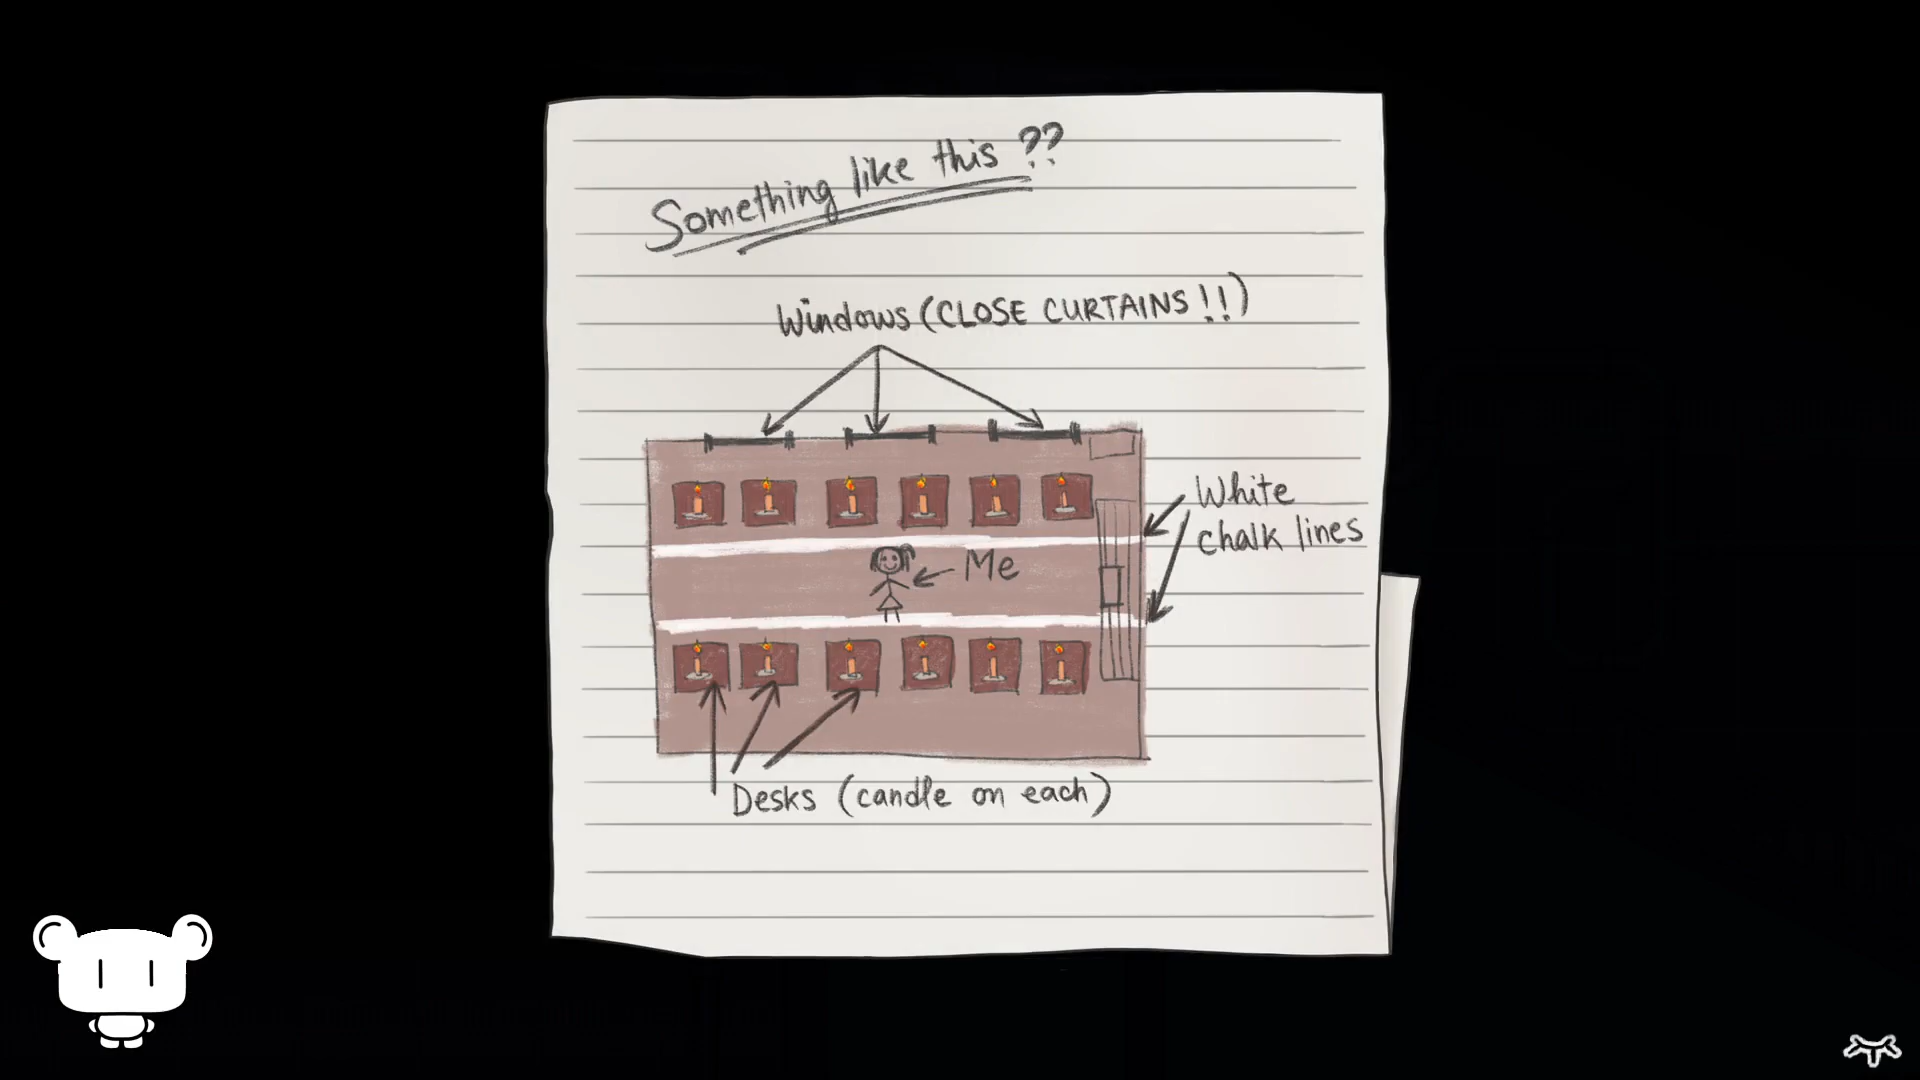 Something like this ??
Windows (CLOSE CURTAINS !!)
White
chalk lines
Me
Desks (candle on each)